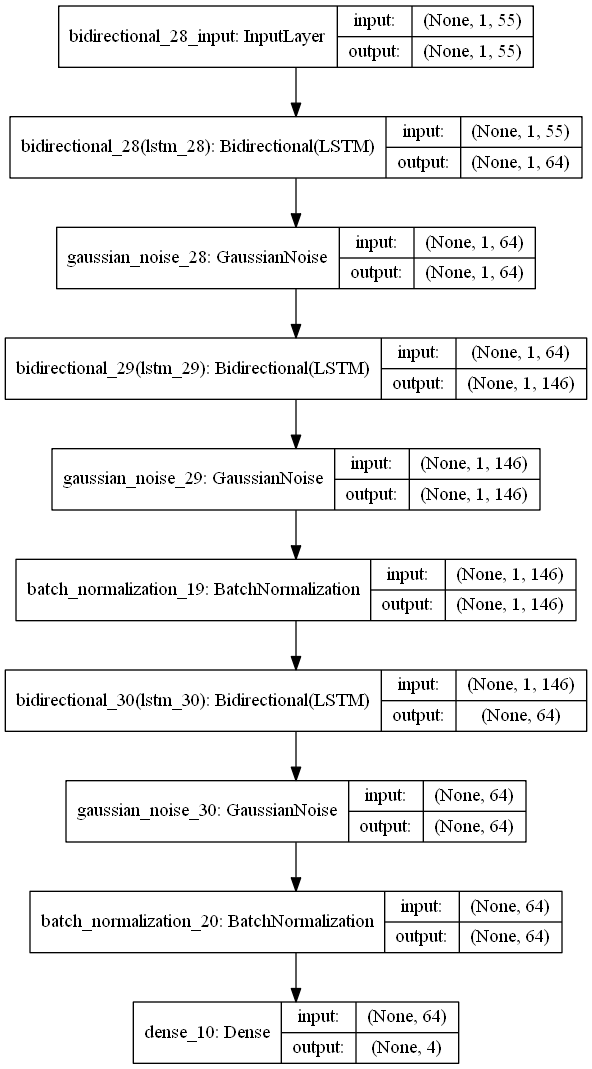 bidirectional_28_input: InputLayer
input: (None, 1, 55)
output: (None, 1, 55)
bidirectional_28(lstm_28): Bidirectional(LSTM)
input: (None, 1, 55)
output: (None, 1, 64)
gaussian_noise_28: GaussianNoise
input: (None, 1, 64)
output: (None, 1, 64)
bidirectional_29(lstm_29): Bidirectional(LSTM)
input: (None, 1, 64)
output: (None, 1, 146)
gaussian_noise_29: GaussianNoise
input: (None, 1, 146)
output: (None, 1, 146)
batch_normalization_19: BatchNormalization
input: (None, 1, 146)
output: (None, 1, 146)
bidirectional_30(lstm_30): Bidirectional(LSTM)
input: (None, 1, 146)
output: (None, 64)
gaussian_noise_30: GaussianNoise
input: (None, 64)
output: (None, 64)
batch_normalization_20: BatchNormalization
input: (None, 64)
output: (None, 64)
dense_10: Dense
input: (None, 64)
output: (None, 4)